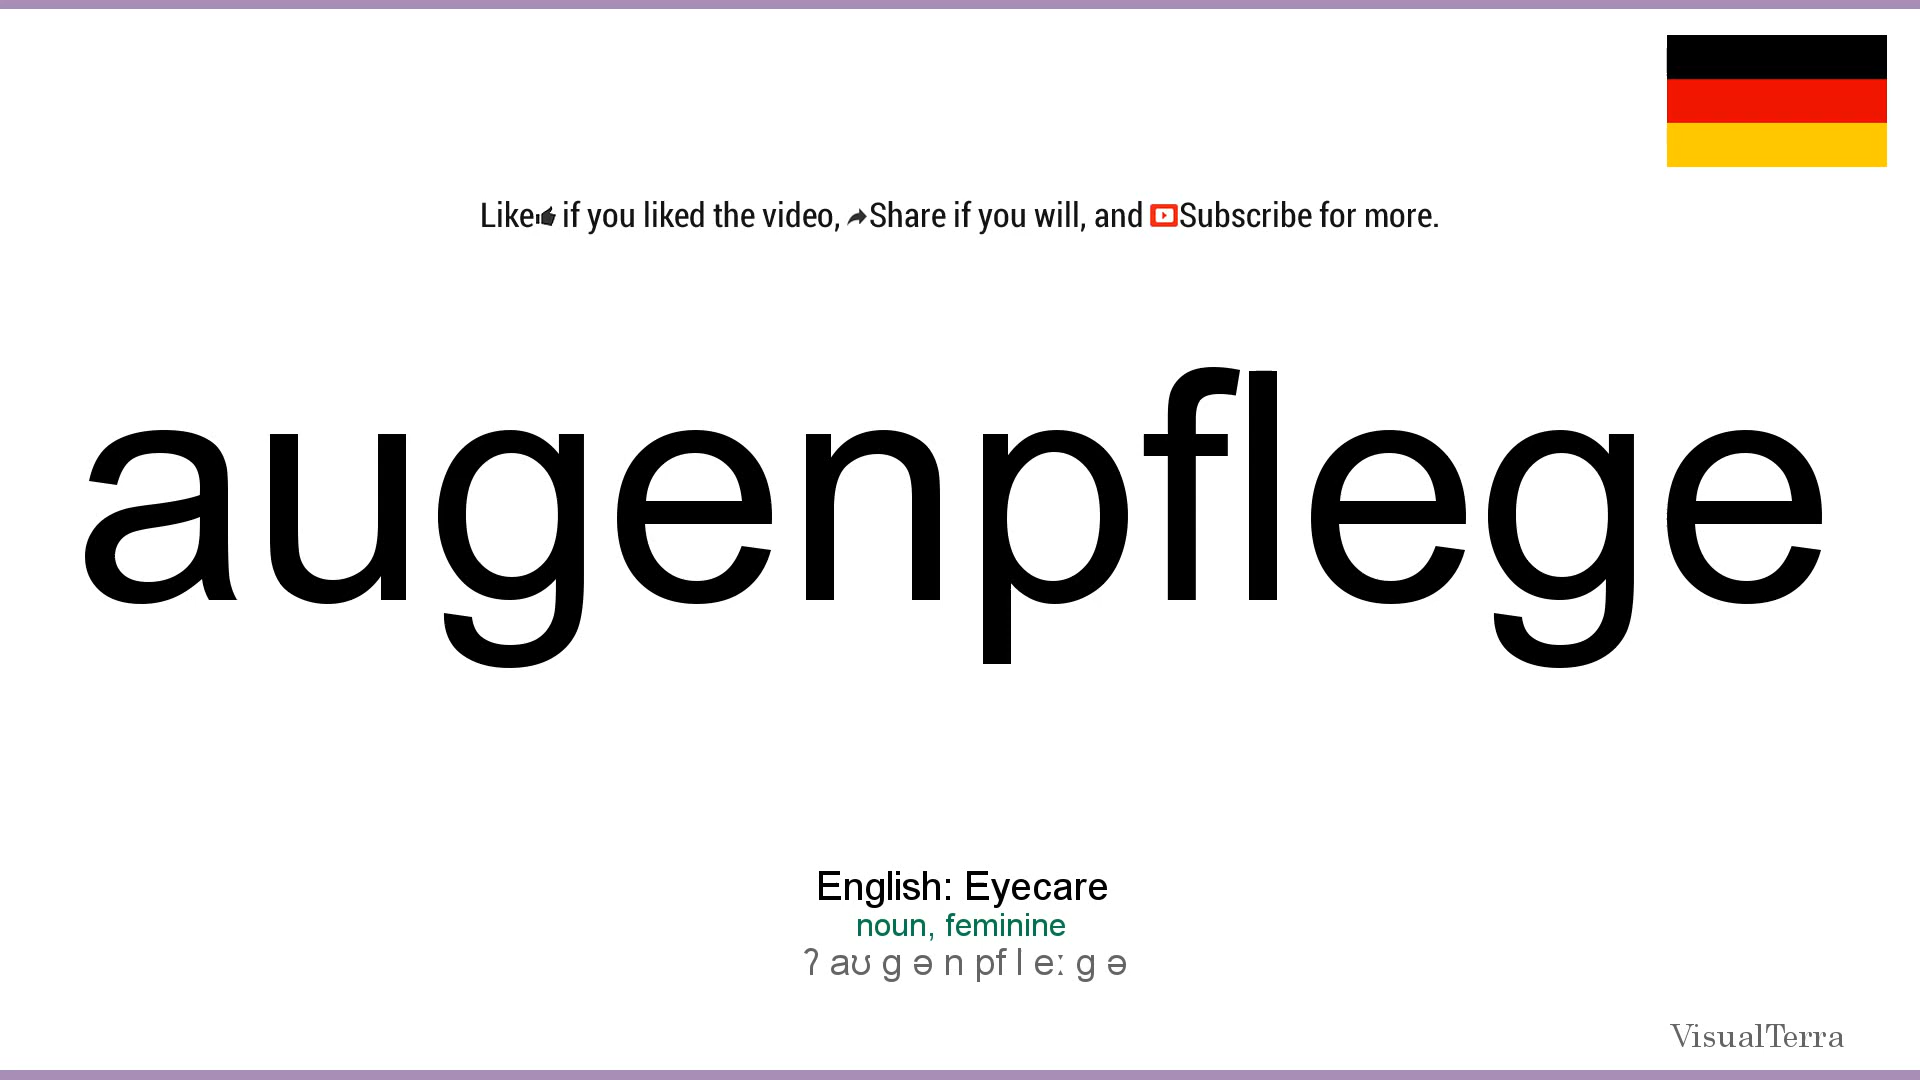 Like if you liked the video, Share if you will, and Subscribe for more.
augenpflege
English: Eyecare
noun, feminine
ʔ aʊ ɡ ə n pf l eː ɡ ə
VisualTerra